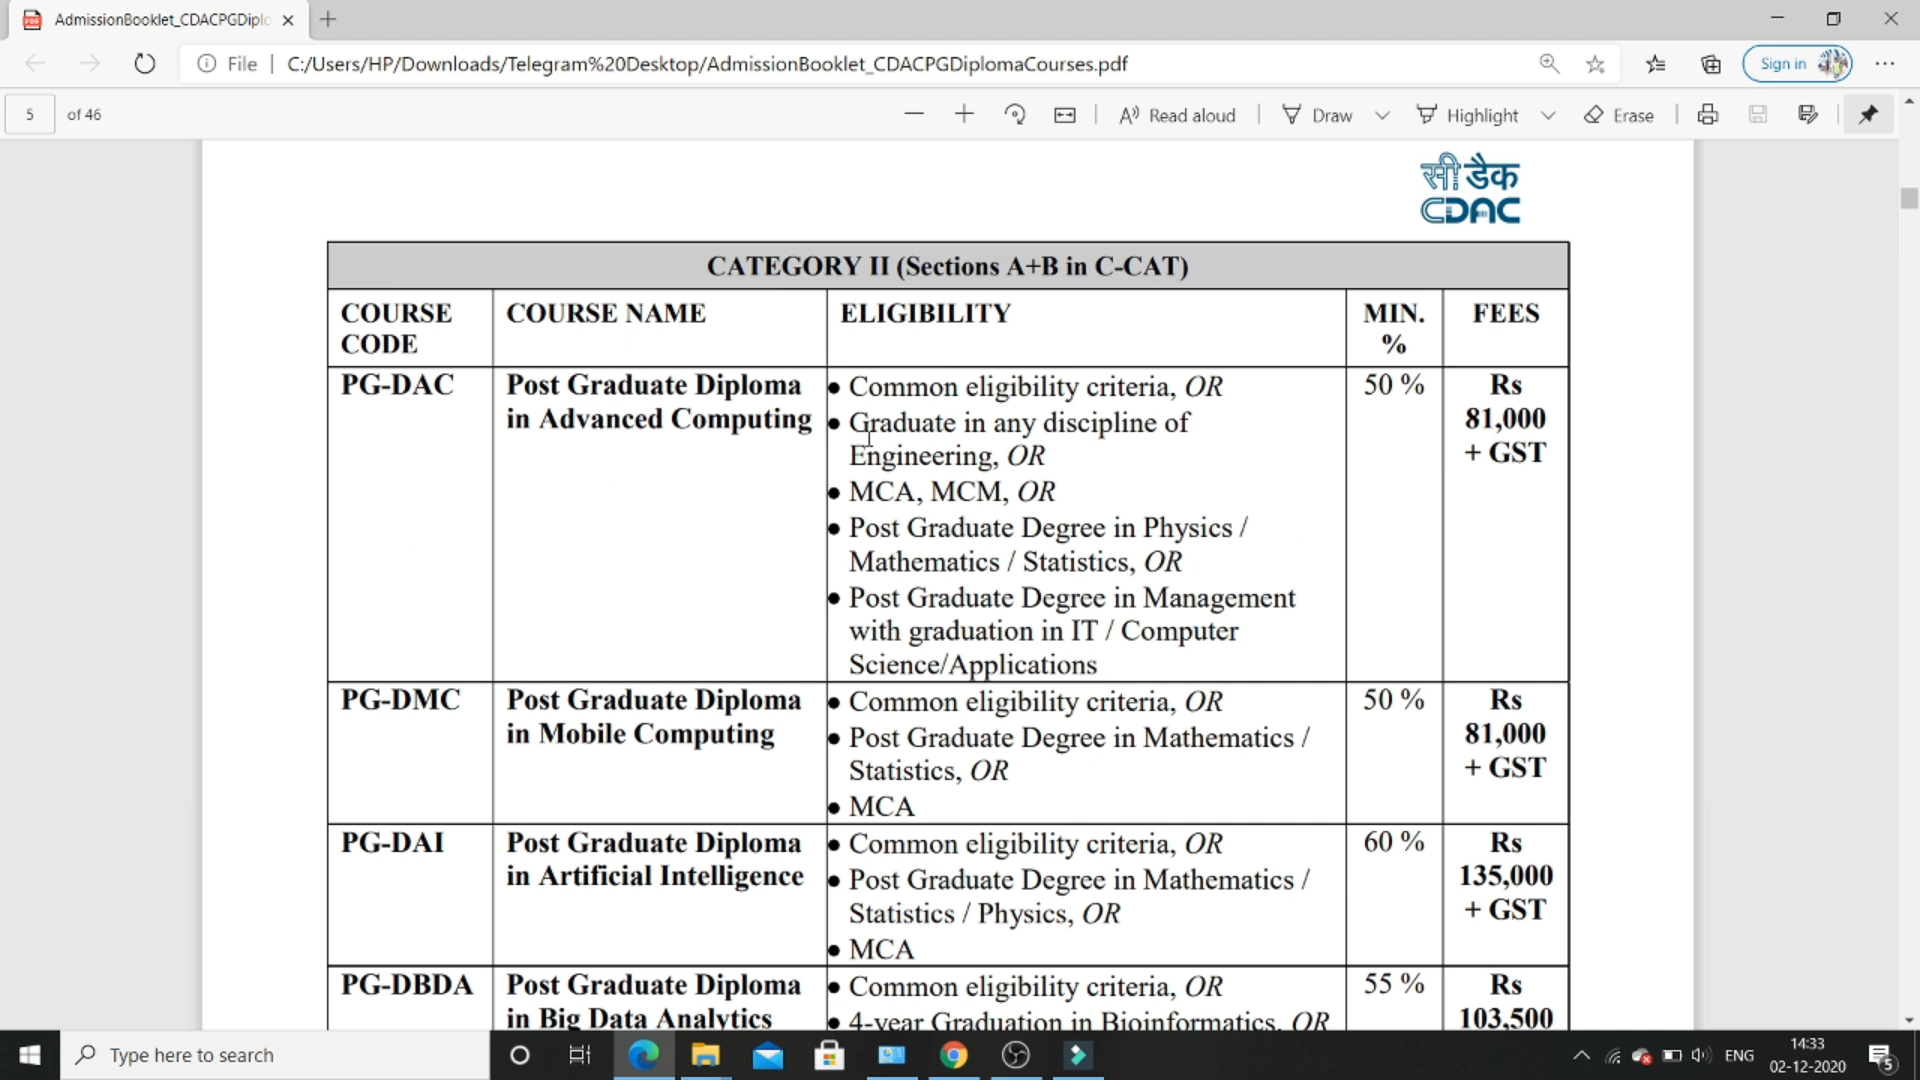 AdmissionBooklet_CDACPGDiplo
File
C:/Users/HP/Downloads/Telegram%20Desktop/AdmissionBooklet_CDACPGDiplomaCourses.pdf
Sign in
5 of 46
Read aloud
Draw
Highlight
Erase
सी डैक
CDAC
CATEGORY II (Sections A+B in C-CAT)
COURSE CODE
COURSE NAME
ELIGIBILITY
MIN. %
FEES
PG-DAC
Post Graduate Diploma
in Advanced Computing
• Common eligibility criteria, OR
• Graduate in any discipline of
Engineering, OR
• MCA, MCM, OR
• Post Graduate Degree in Physics /
Mathematics / Statistics, OR
• Post Graduate Degree in Management
with graduation in IT / Computer
Science/Applications
50 %
Rs
81,000
+ GST
PG-DMC
Post Graduate Diploma
in Mobile Computing
• Common eligibility criteria, OR
• Post Graduate Degree in Mathematics /
Statistics, OR
• MCA
50 %
Rs
81,000
+ GST
PG-DAI
Post Graduate Diploma
in Artificial Intelligence
• Common eligibility criteria, OR
• Post Graduate Degree in Mathematics /
Statistics / Physics, OR
• MCA
60 %
Rs
135,000
+ GST
PG-DBDA
Post Graduate Diploma
in Big Data Analytics
• Common eligibility criteria, OR
• 4-year Graduation in Bioinformatics, OR
55 %
Rs
103,500
Type here to search
ENG
14:33
02-12-2020
5